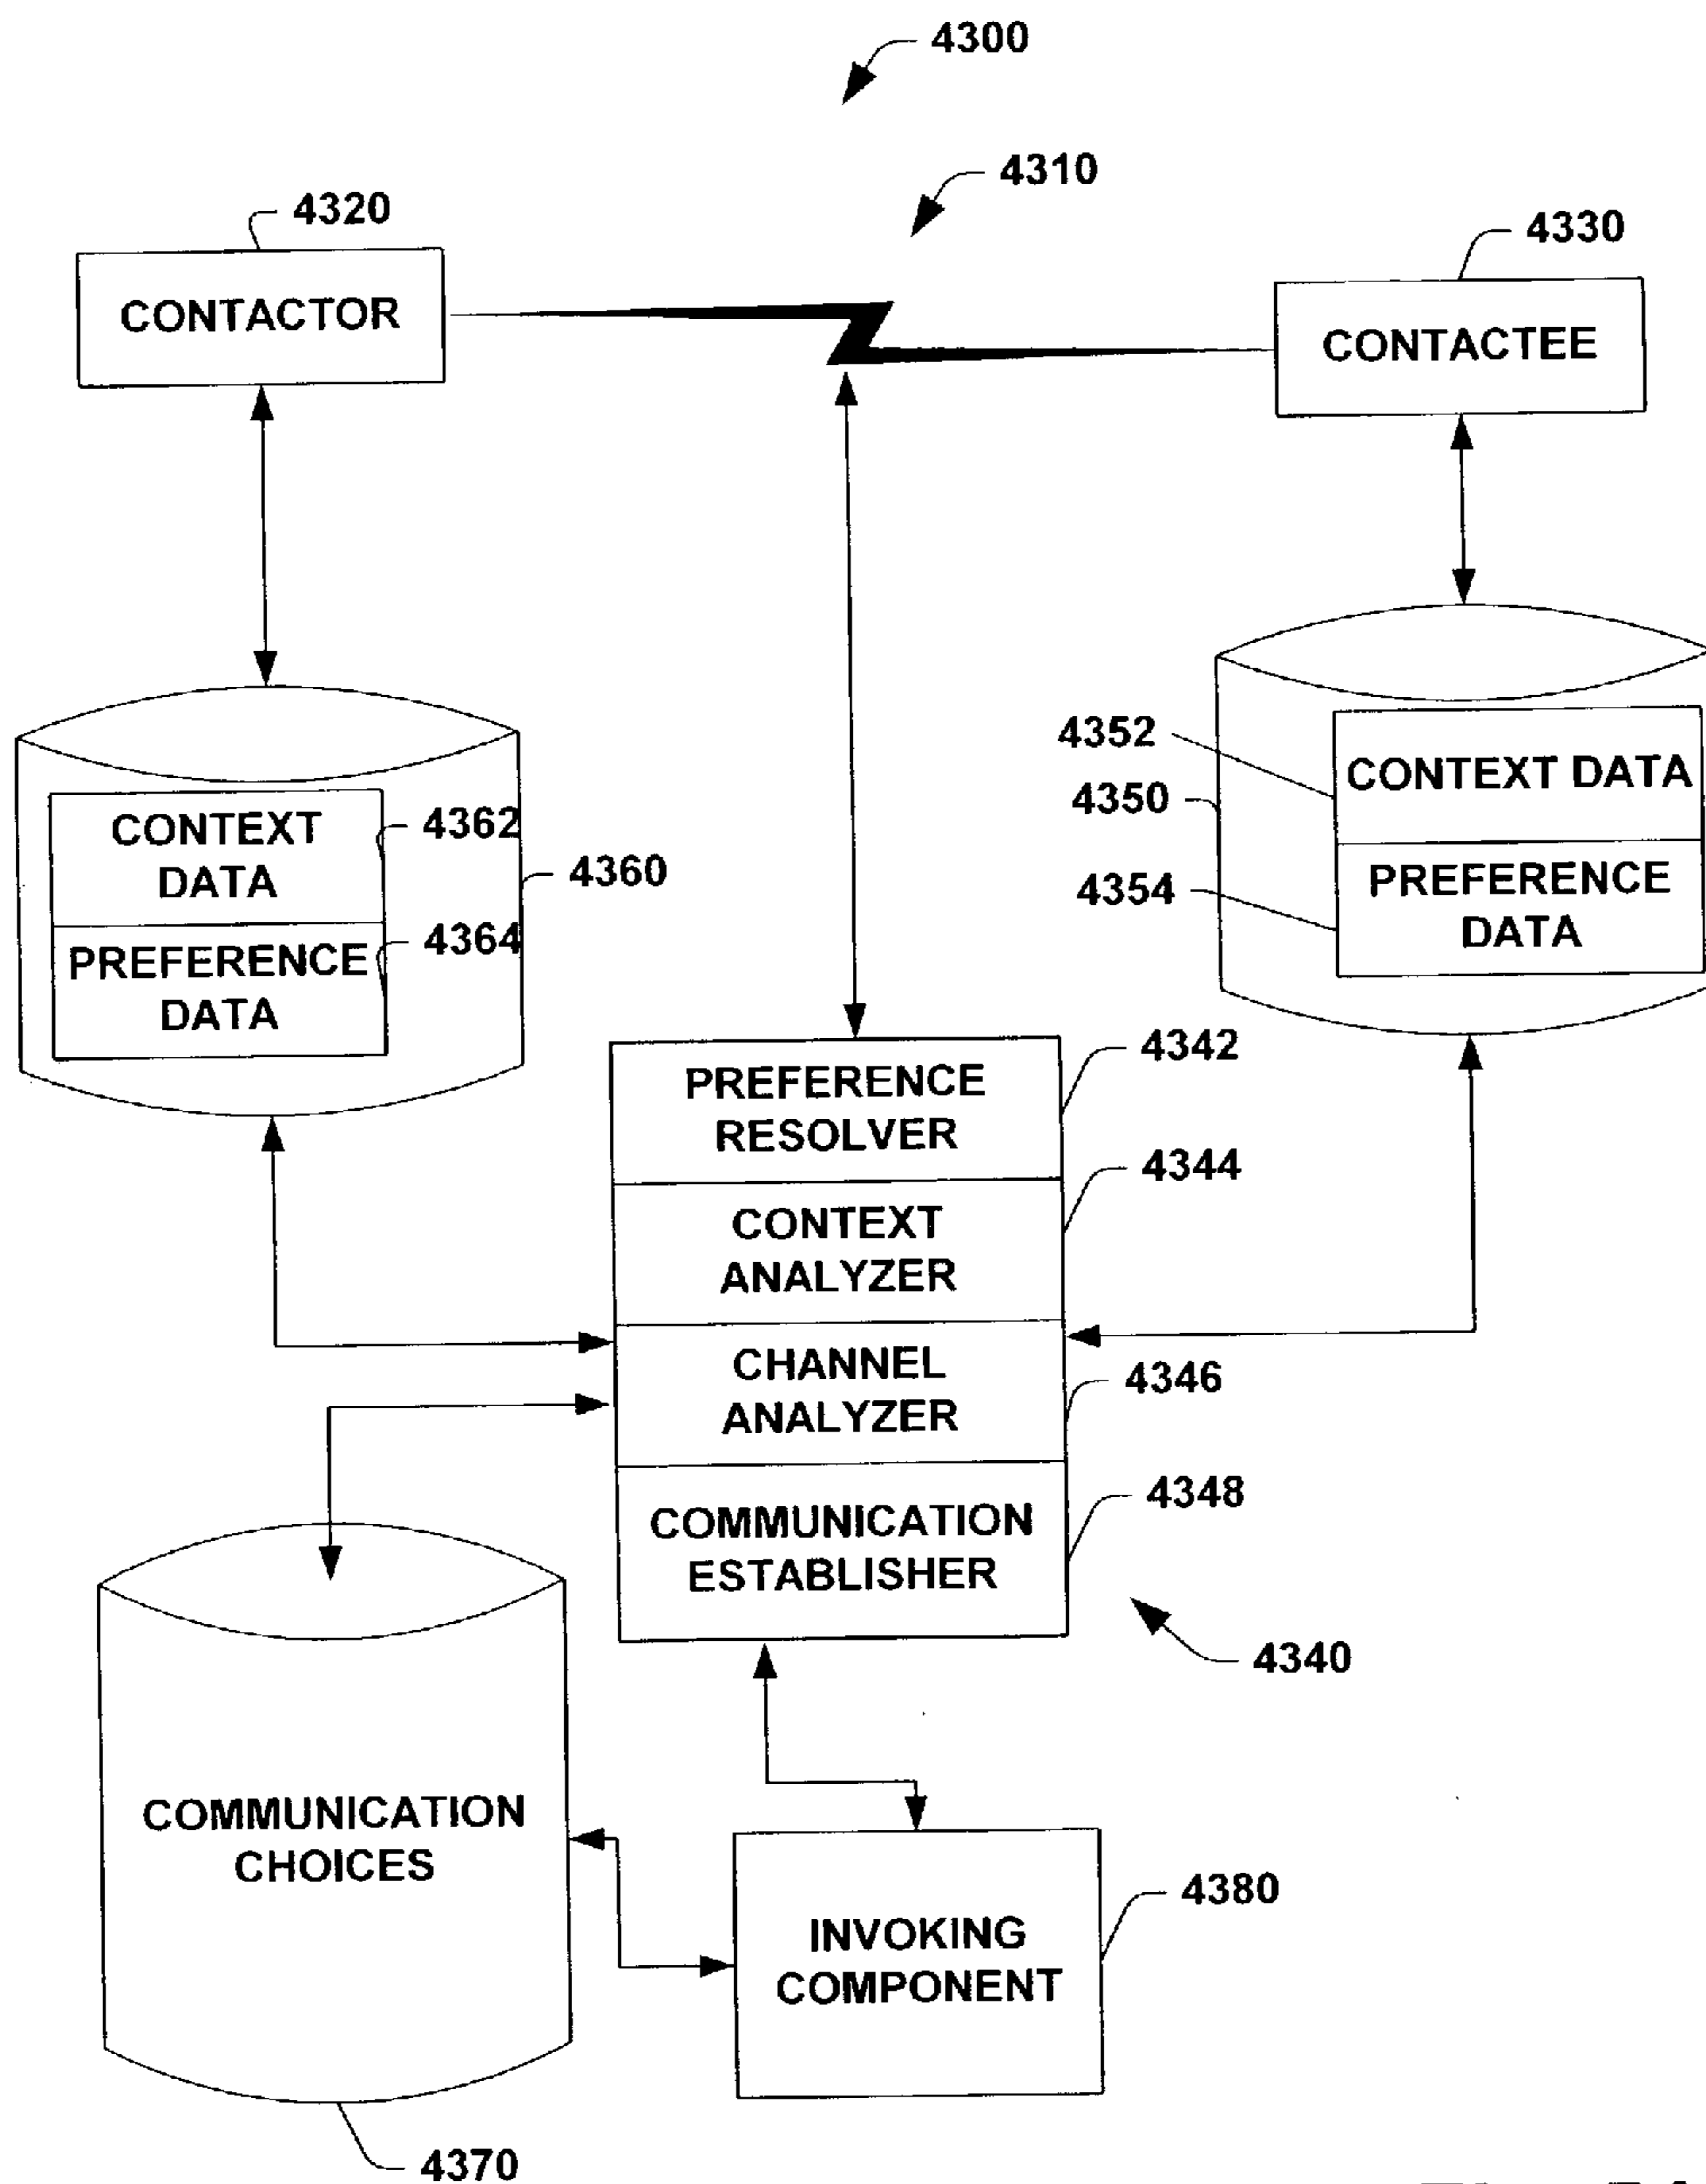 4300
4310
4320
4330
CONTACTOR
CONTACTEE
4352
4350
4354
CONTEXT DATA
PREFERENCE
DATA
CONTEXT
DATA
PREFERENCE
DATA
4362
4360
4364
PREFERENCE
RESOLVER
4342
CONTEXT
ANALYZER
4344
CHANNEL
ANALYZER
4346
COMMUNICATION
ESTABLISHER
4348
4340
COMMUNICATION
CHOICES
INVOKING
COMPONENT
4380
4370